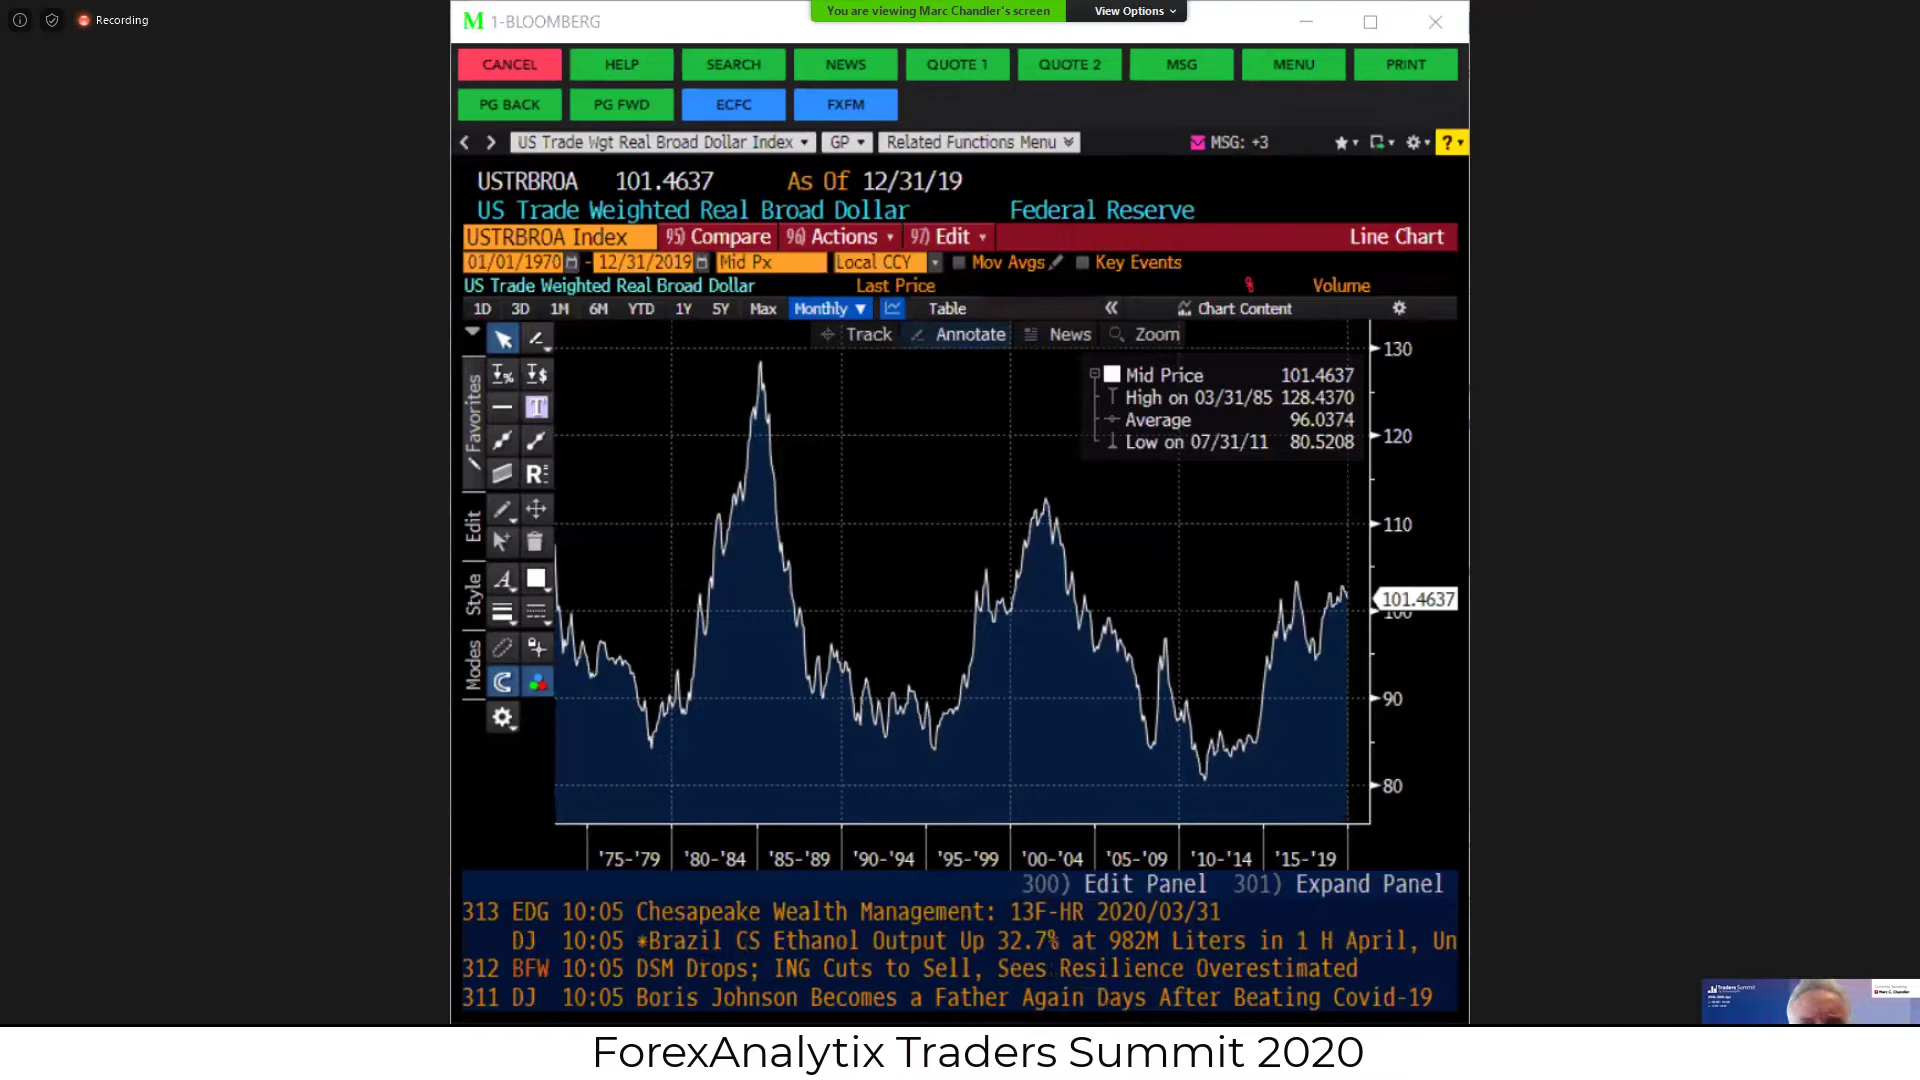 Recording
M 1-BLOOMBERG
You are viewing Marc Chandler's screen View Options
CANCEL HELP SEARCH NEWS QUOTE 1 QUOTE 2 MSG MENU PRINT
PG BACK PG FWD ECFC FXFM
US Trade Wgt Real Broad Dollar Index GP Related Functions Menu MSG: +3 ?
USTRBROA 101.4637 As Of 12/31/19
US Trade Weighted Real Broad Dollar Federal Reserve
USTRBROA Index 95) Compare 96) Actions 97) Edit Line Chart
01/01/1970 - 12/31/2019 Mid Px Local CCY Mov Avgs Key Events
US Trade Weighted Real Broad Dollar Last Price Volume
1D 3D 1M 6M YTD 1Y 5Y Max Monthly Table Chart Content
Track Annotate News Zoom
Favorites
Edit
Style
Modes
Mid Price 101.4637
High on 03/31/85 128.4370
Average 96.0374
Low on 07/31/11 80.5208
130
120
110
101.4637
100
90
80
'75-'79 '80-'84 '85-'89 '90-'94 '95-'99 '00-'04 '05-'09 '10-'14 '15-'19
300) Edit Panel 301) Expand Panel
313 EDG 10:05 Chesapeake Wealth Management: 13F-HR 2020/03/31
DJ 10:05 *Brazil CS Ethanol Output Up 32.7% at 982M Liters in 1 H April, Un
312 BFW 10:05 DSM Drops; ING Cuts to Sell, Sees Resilience Overestimated
311 DJ 10:05 Boris Johnson Becomes a Father Again Days After Beating Covid-19
TradersSummit
Marc C. Chandler
ForexAnalytix Traders Summit 2020